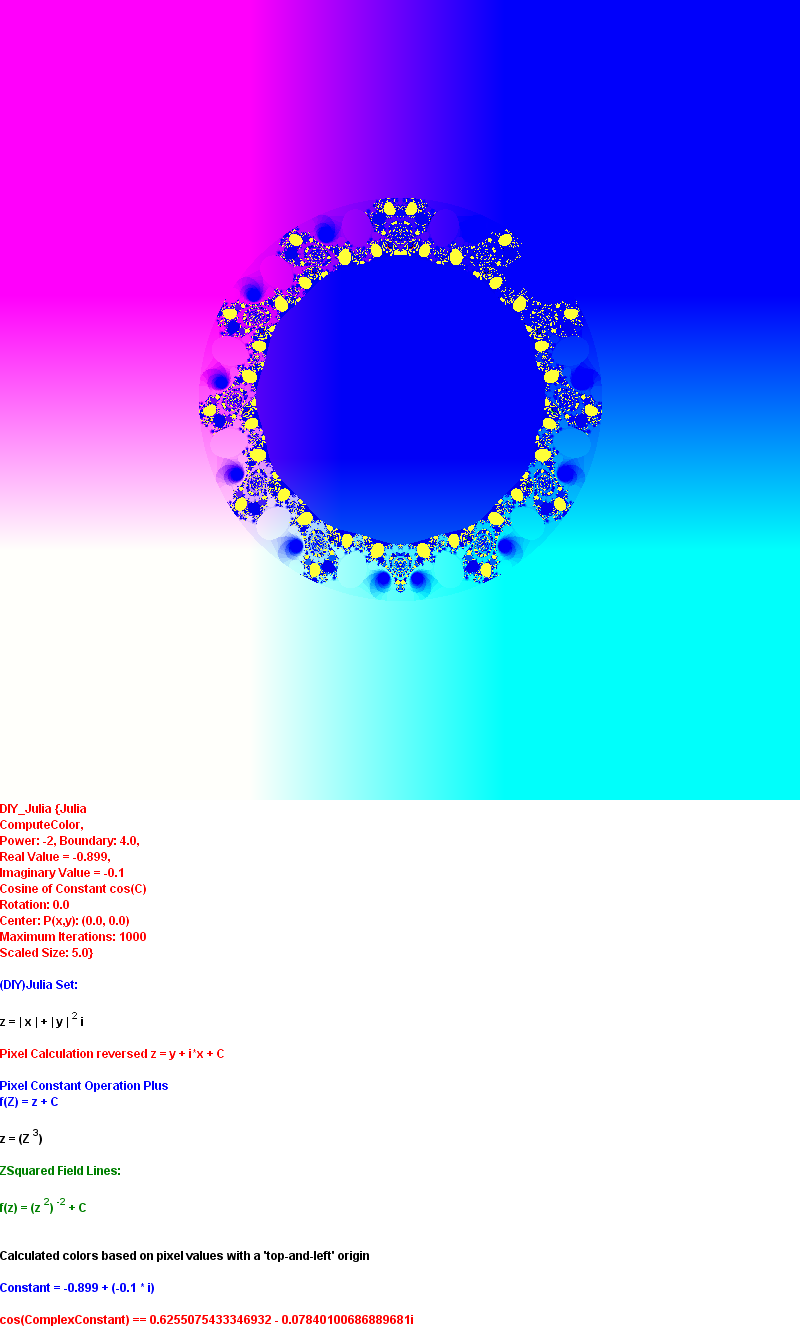 DIY_Julia {Julia
ComputeColor,
Power: -2, Boundary: 4.0,
Real Value = -0.899,
Imaginary Value = -0.1
Cosine of Constant cos(C)
Rotation: 0.0
Center: P(x,y): (0.0, 0.0)
Maximum Iterations: 1000
Scaled Size: 5.0}
(DIY)Julia Set:
z = | x | + | y | 2 i
Pixel Calculation reversed z = y + i*x + C
Pixel Constant Operation Plus
f(Z) = z + C
z = (Z 3)
ZSquared Field Lines:
f(z) = (z 2) -2 + C
Calculated colors based on pixel values with a 'top-and-left' origin
Constant = -0.899 + (-0.1 * i)
cos(ComplexConstant) == 0.6255075433346932 - 0.07840100686889681i